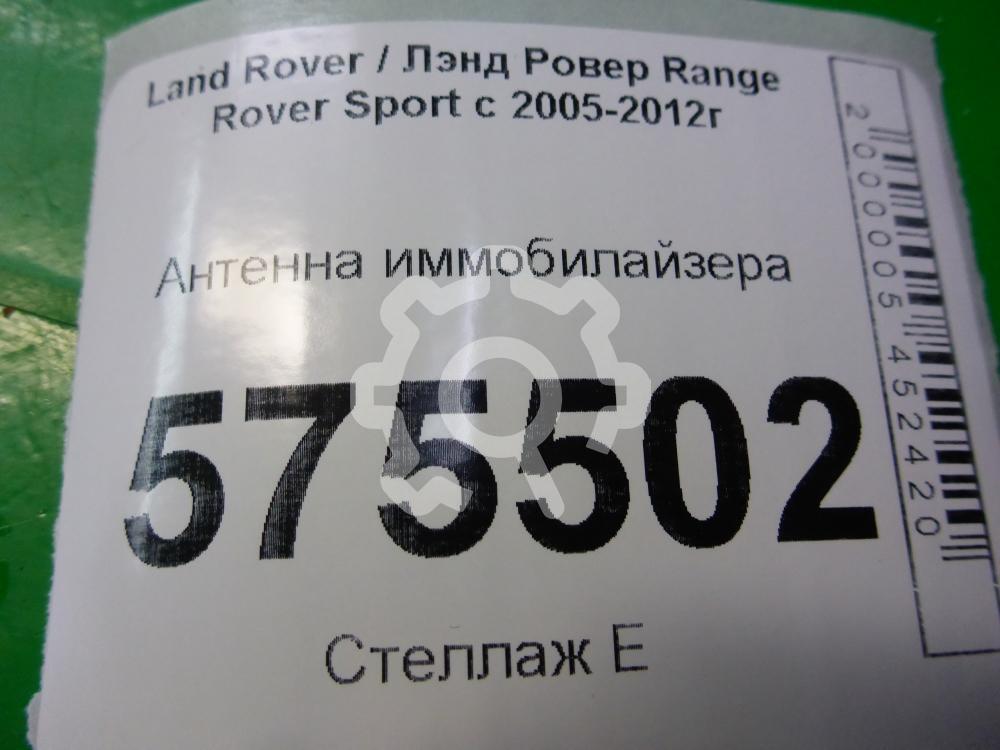 Land Rover / Лэнд Ровер Range
Rover Sport с 2005-2012г
Антенна иммобилайзера
575502
Стеллаж Е
2000005452420